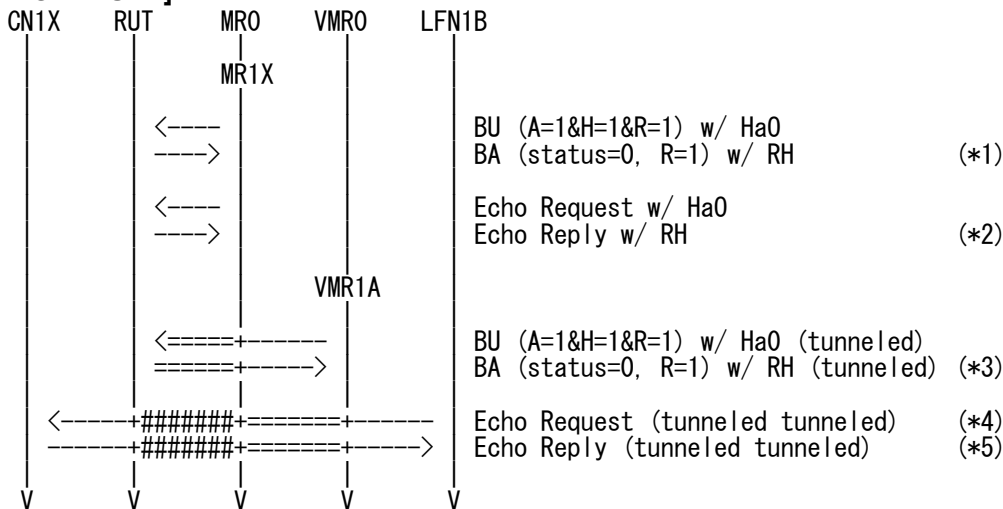 CN1X RUT MR0 VMR0 LFN1B
MR1X
<---- BU (A=1&H=1&R=1) w/ HaO
----> BA (status=0, R=1) w/ RH (*1)
<---- Echo Request w/ HaO
----> Echo Reply w/ RH (*2)
VMR1A
<=====+------ BU (A=1&H=1&R=1) w/ HaO (tunneled)
=====+-----> BA (status=0, R=1) w/ RH (tunneled) (*3)
<-----+#######+=======+------ Echo Request (tunneled tunneled) (*4)
------+#######+=======+-----> Echo Reply (tunneled tunneled) (*5)
V V V V V